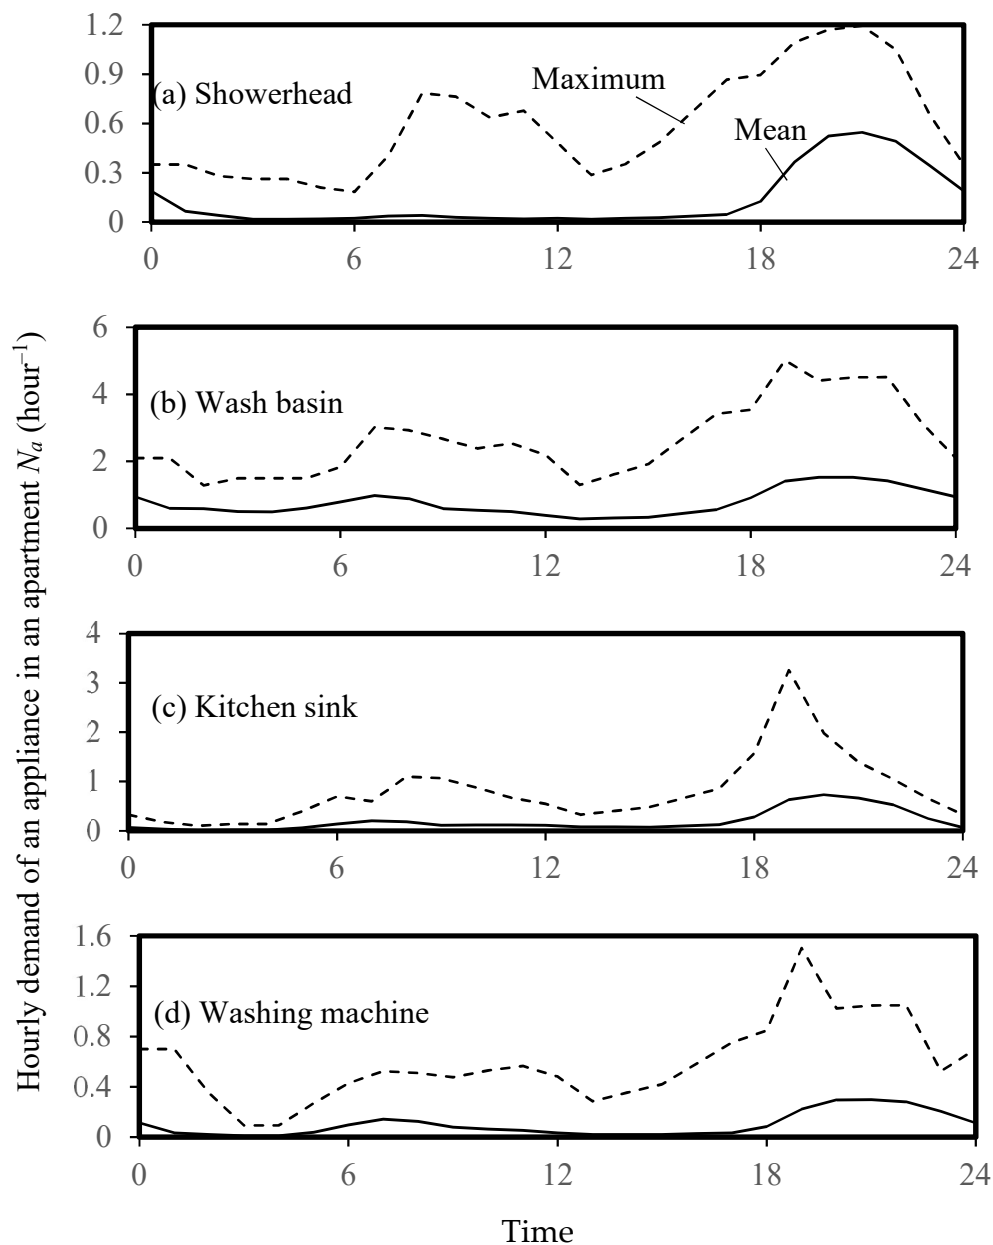 1.2
0.9
0.6
0.3
0
(a) Showerhead
Maximum
Mean
0 6 12 18 24
Hourly demand of an appliance in an apartment Na (hour−1)
6
4
2
0
(b) Wash basin
0 6 12 18 24
4
3
2
1
0
(c) Kitchen sink
0 6 12 18 24
1.6
1.2
0.8
0.4
0
(d) Washing machine
0 6 12 18 24
Time